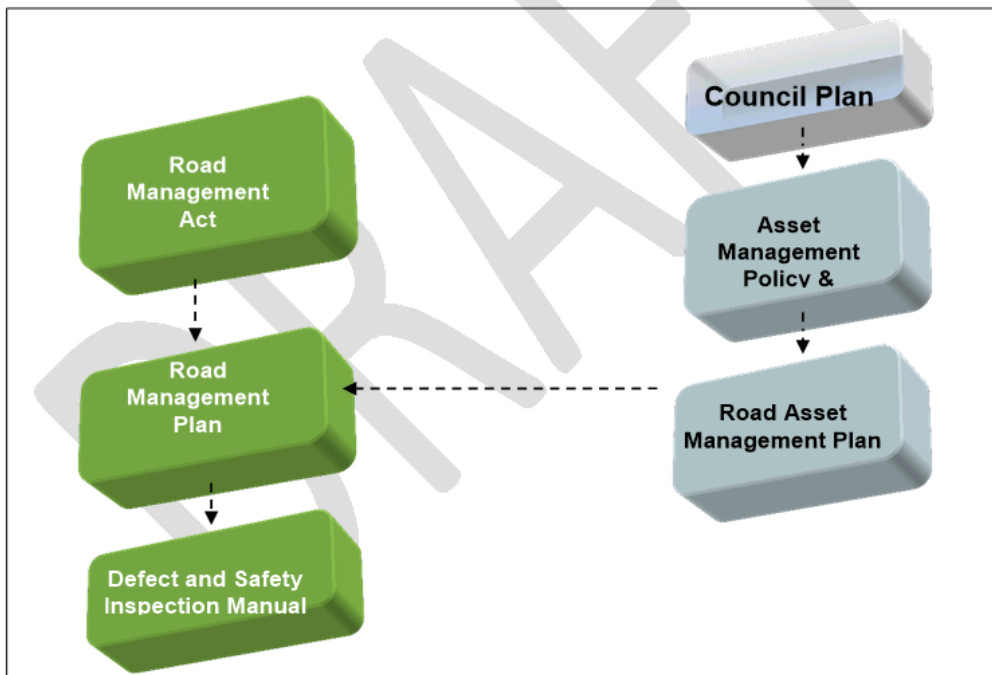 Council Plan
Road
Management
Act
Asset
Management
Policy &
Road
Management
Plan
Road Asset
Management Plan
Defect and Safety
Inspection Manual
DRAFT